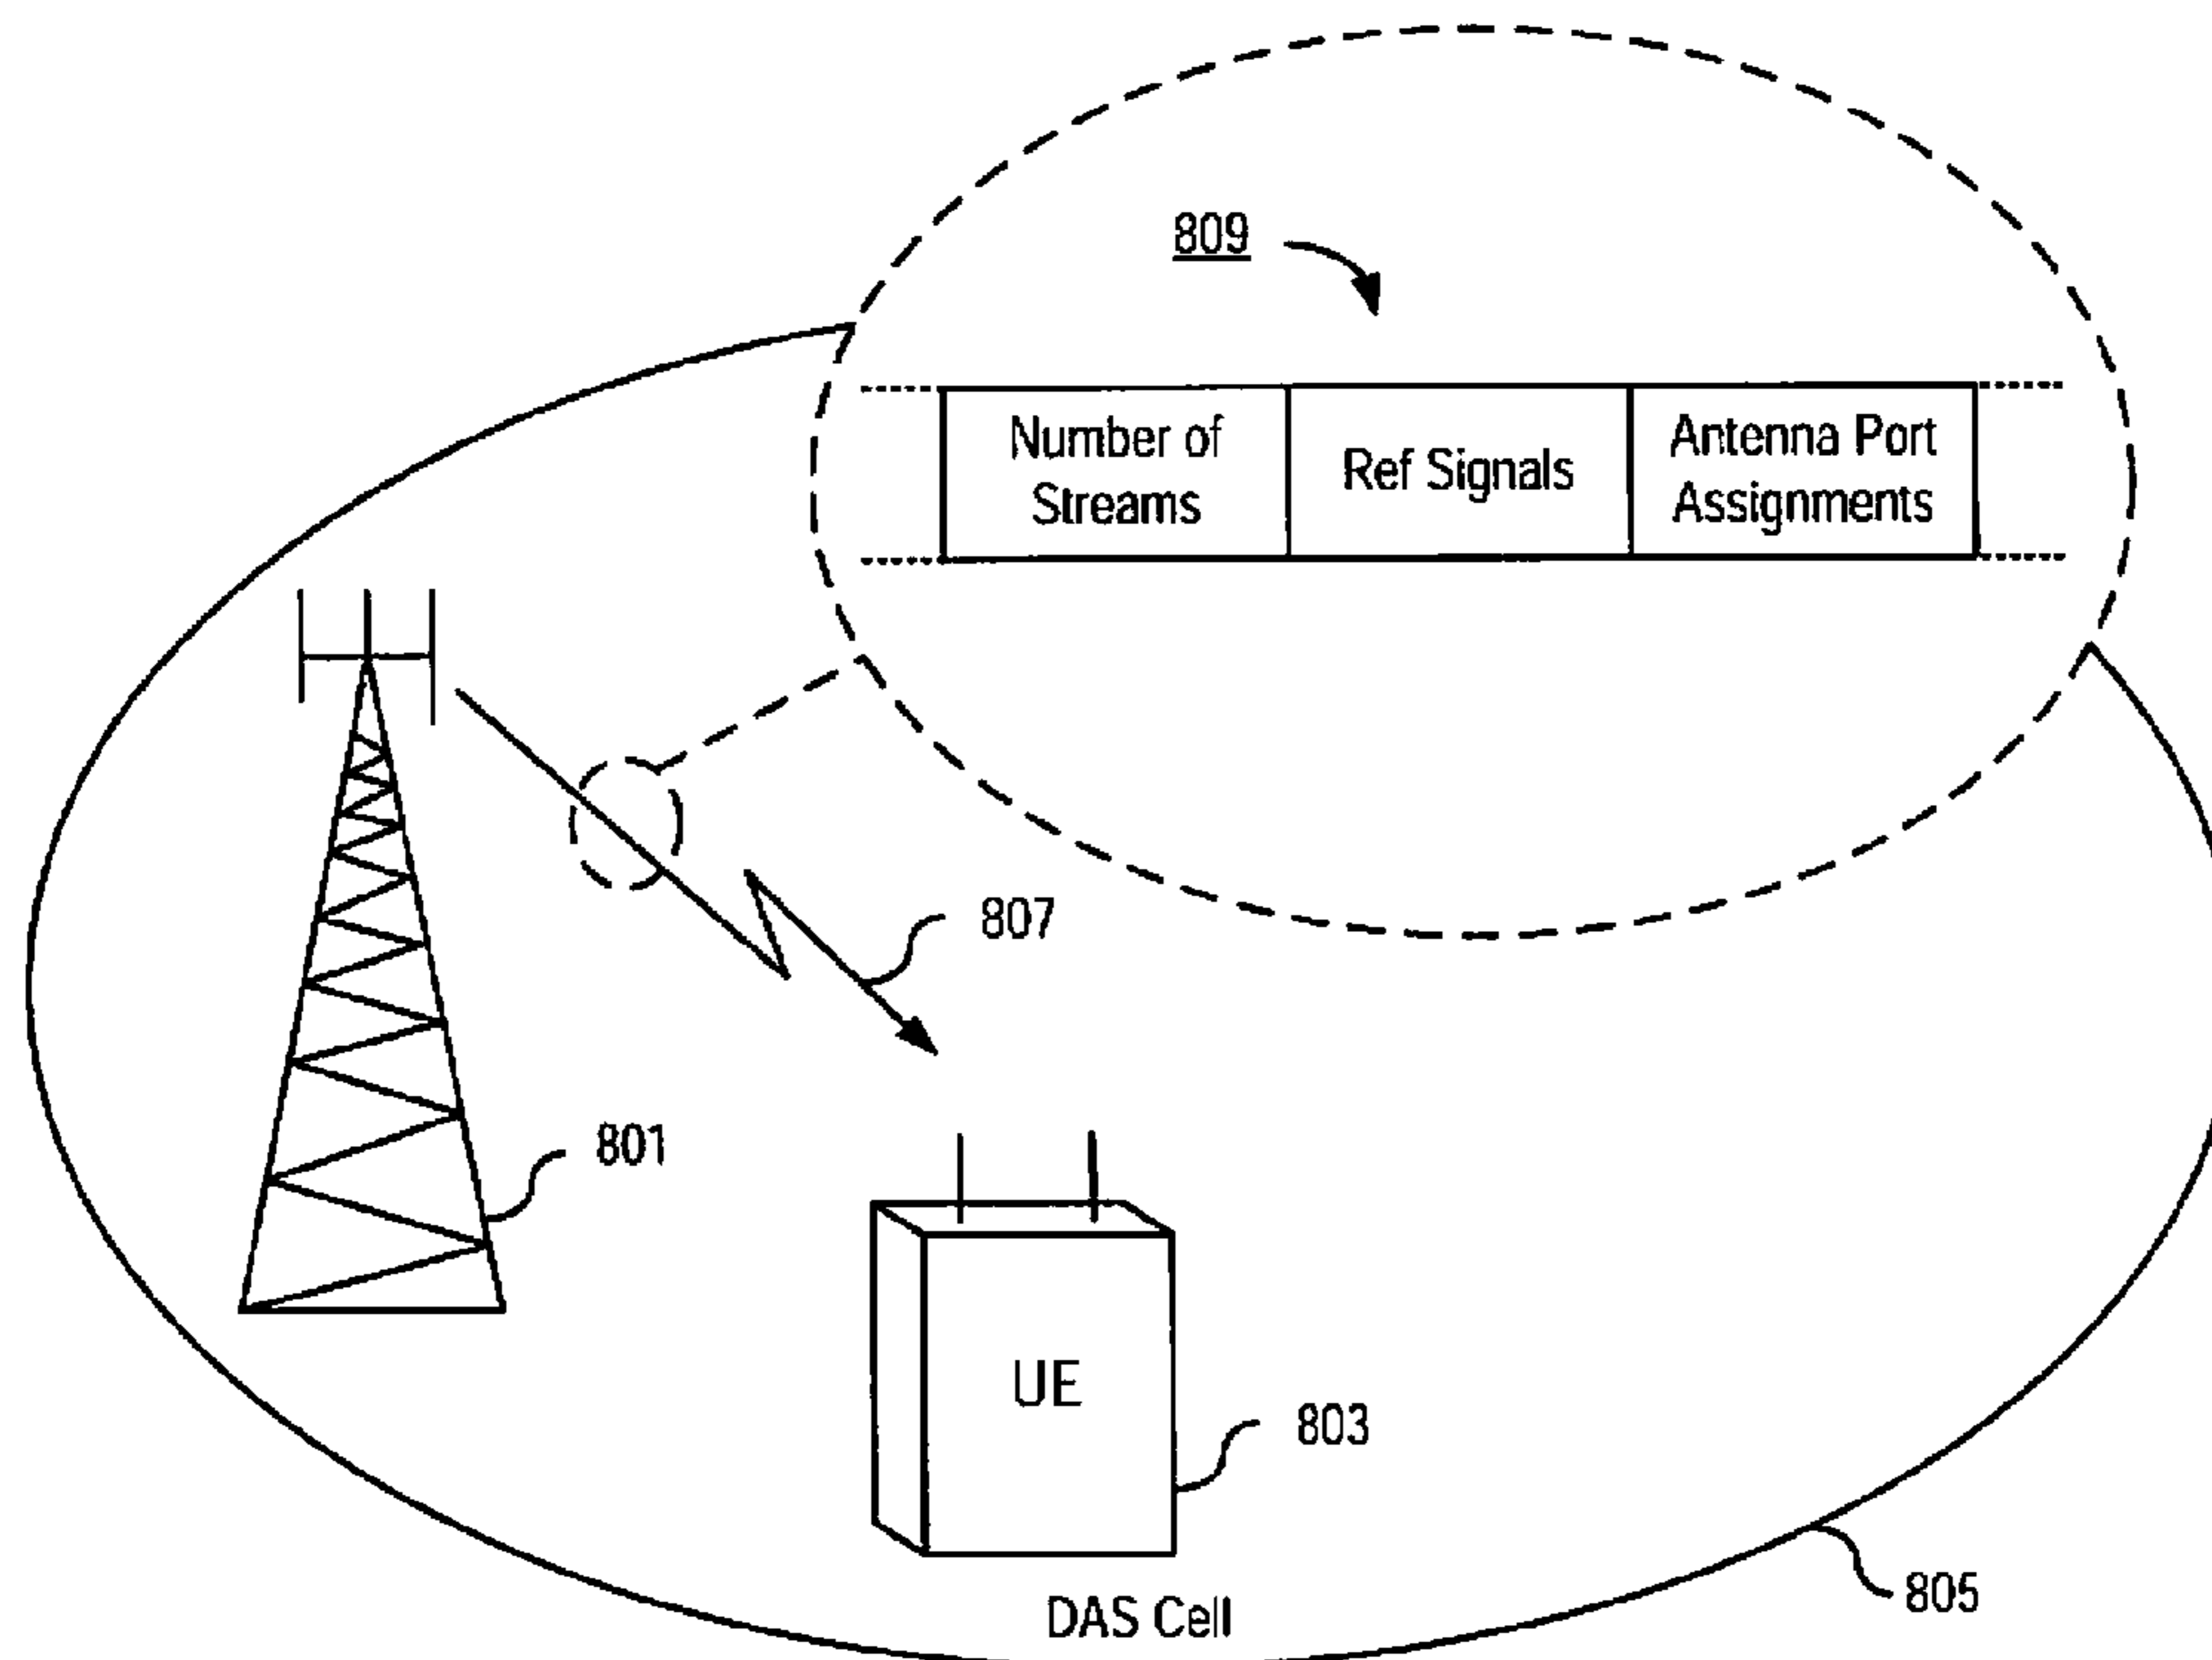 809
Number of
Streams
Ref Signals
Antenna Port
Assignments
807
801
UE
803
DAS Cell
805